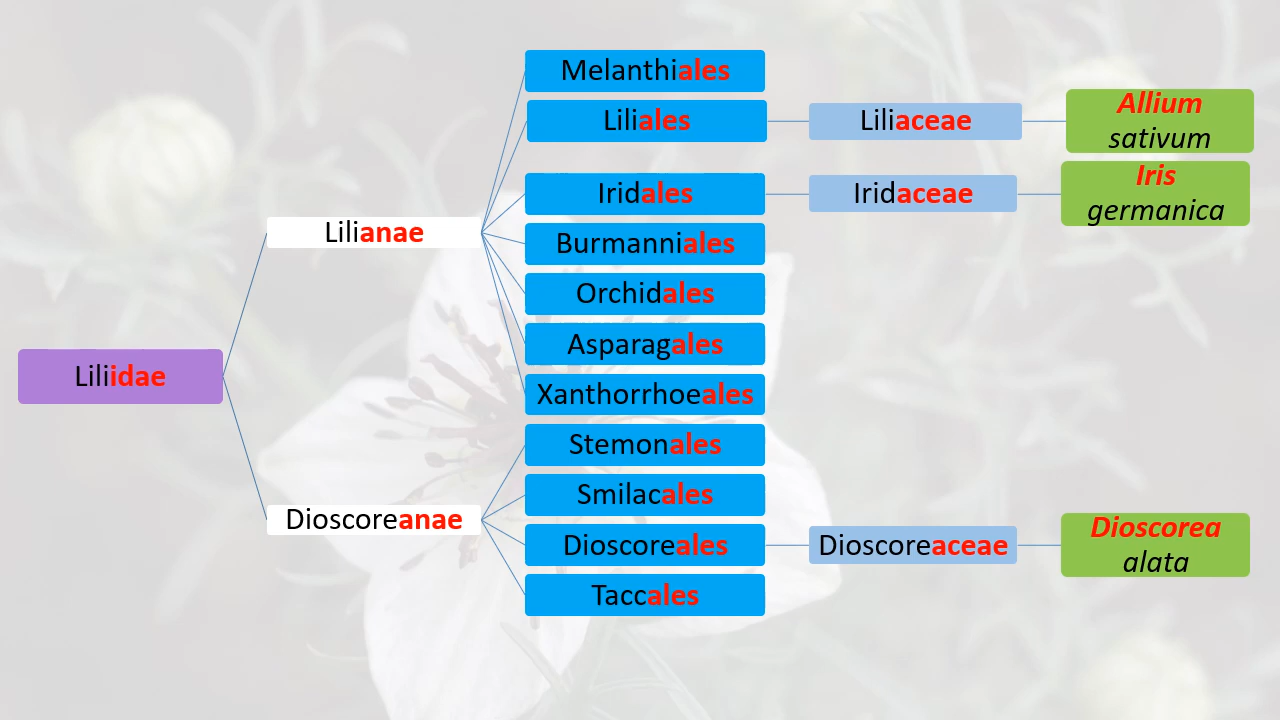 Melanthiales
Liliales
Liliaceae
Allium
sativum
Iridales
Iridaceae
Iris
germanica
Lilianae
Burmanniales
Orchidales
Asparagales
Liliidae
Xanthorrhoeales
Stemonales
Smilacales
Dioscoreanae
Dioscoreales
Dioscoreaceae
Dioscorea
alata
Taccales